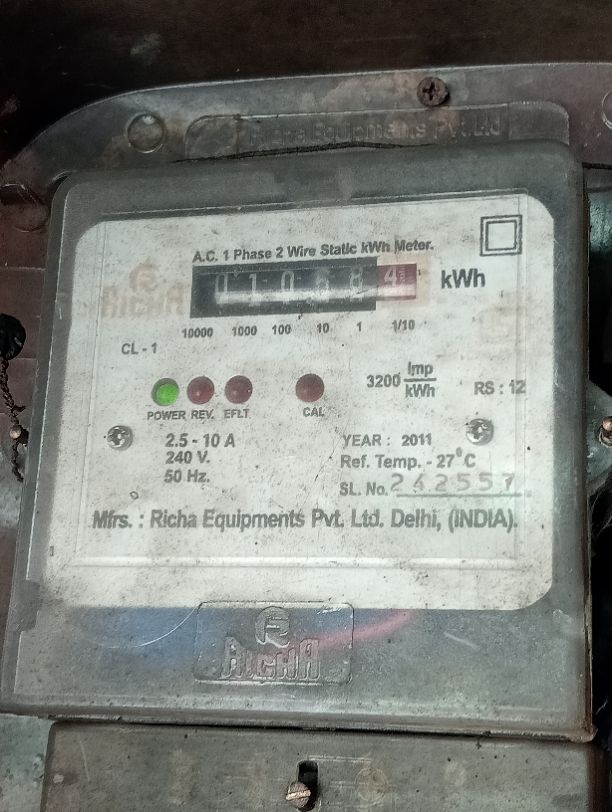 Richa Equipments Pvt. Ltd
A.C. 1 Phase 2 Wire Static kWh Meter.
RICHA
010684 kWh
10000 1000 100 10 1 1/10
CL - 1
3200 Imp/kWh
RS : 12
POWER REV. EFLT CAL
2.5 - 10 A
240 V.
50 Hz.
YEAR : 2011
Ref. Temp. - 27°C
SL. No. 242557
Mfrs. : Richa Equipments Pvt. Ltd. Delhi, (INDIA).
RICHA